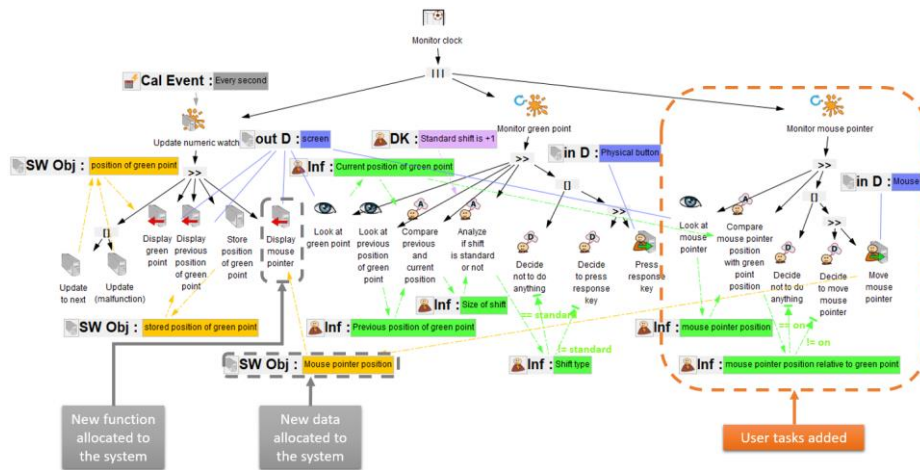 Monitor clock
|||
Cal Event : Every second
Update numeric watch
out D : screen
DK : Standard shift is +1
Monitor green point
Monitor mouse pointer
SW Obj : position of green point
Inf : Current position of green point
in D : Physical button
in D : Mouse
>>
>>
>>
[]
[]
[]
>>
>>
Display
green
point
Display
previous
position of
green point
Store
position of
green point
Display
mouse
pointer
Look at
green point
Look at
previous
position of
green
point
Compare
previous
and
current
position
Analyze
if shift
is
standard
or not
Decide
not to do
anything
Decide
to press
response
key
Press
response
key
Look at
mouse
pointer
Compare
mouse pointer
position
with green
point
position
Decide
not to do
anything
Decide
to move
mouse
pointer
Move
mouse
pointer
Update
to next
Update
(malfunction)
SW Obj : stored position of green point
Inf : Previous position of green point
Inf : Size of shift
== standard
!= standard
Inf : Shift type
Inf : mouse pointer position
== on
!= on
Inf : mouse pointer position relative to green point
SW Obj : Mouse pointer position
New function
allocated to
the system
New data
allocated to
the system
User tasks added